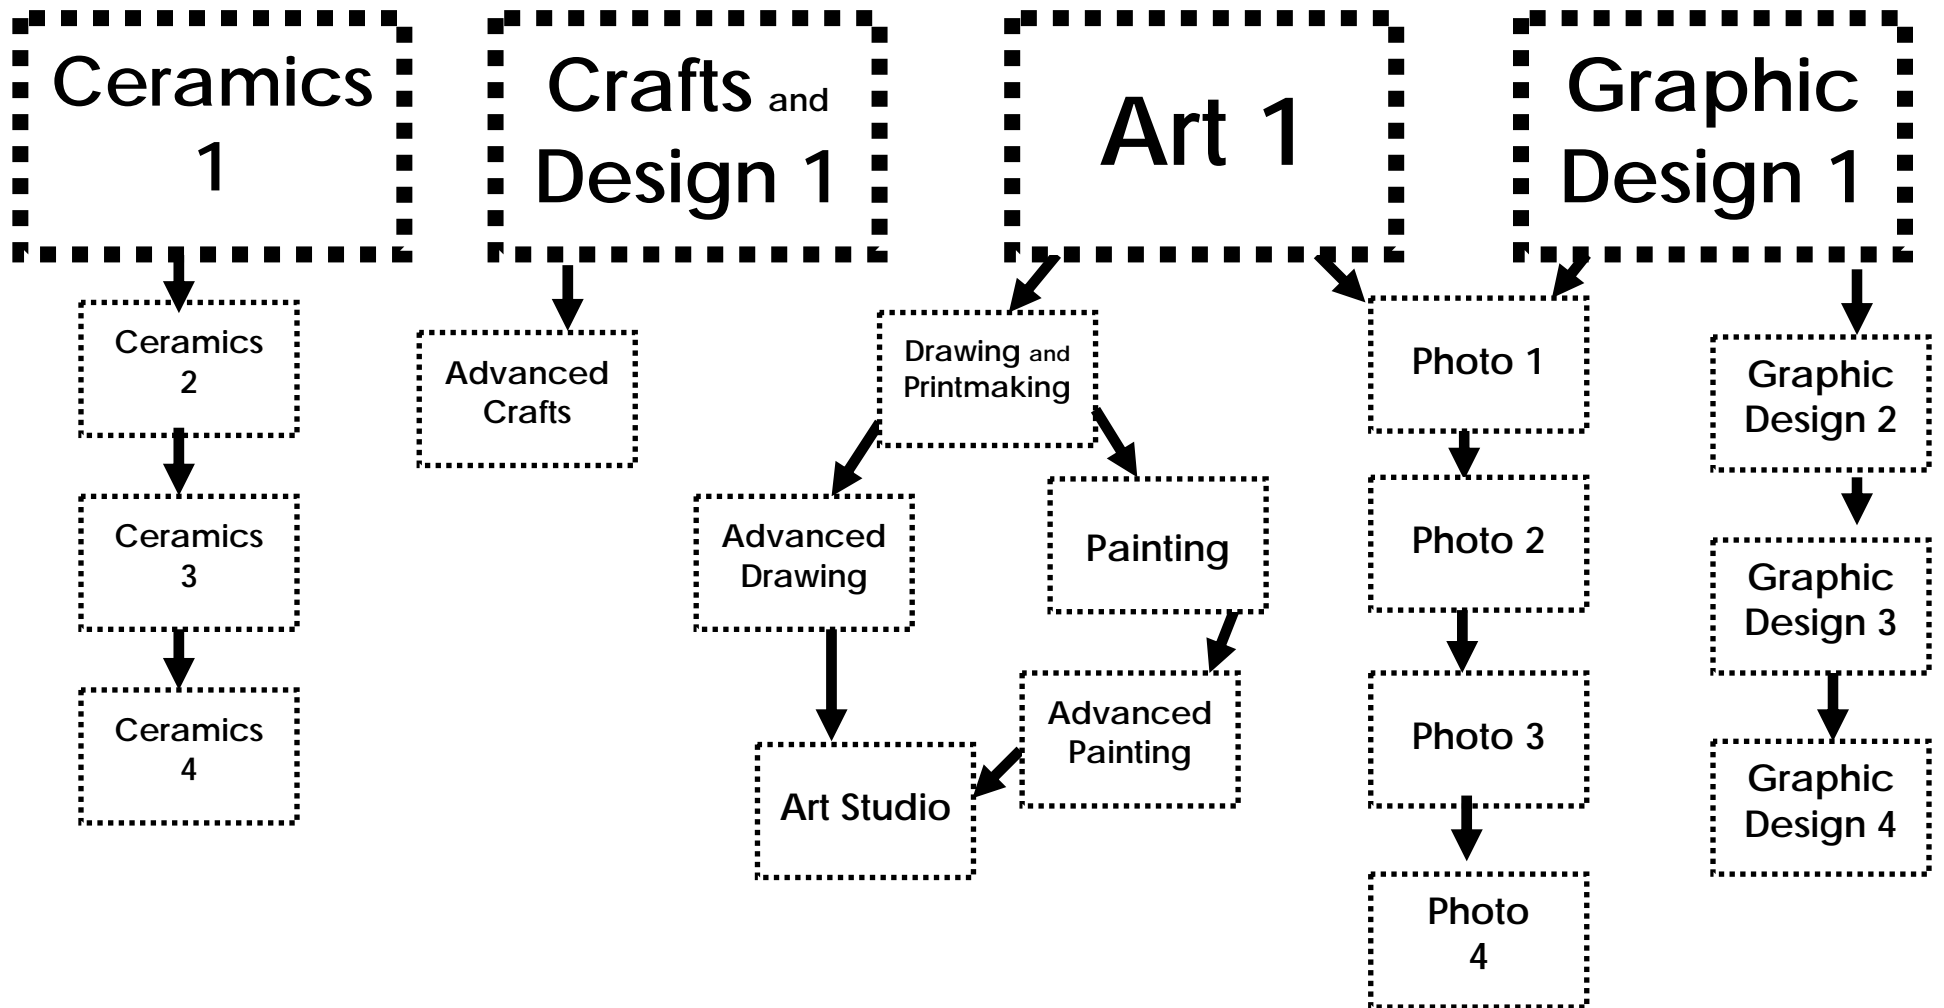 Ceramics
1
Crafts and
Design 1
Art 1
Graphic
Design 1
Ceramics
2
Ceramics
3
Ceramics
4
Advanced
Crafts
Drawing and
Printmaking
Advanced
Drawing
Painting
Advanced
Painting
Art Studio
Photo 1
Photo 2
Photo 3
Photo
4
Graphic
Design 2
Graphic
Design 3
Graphic
Design 4